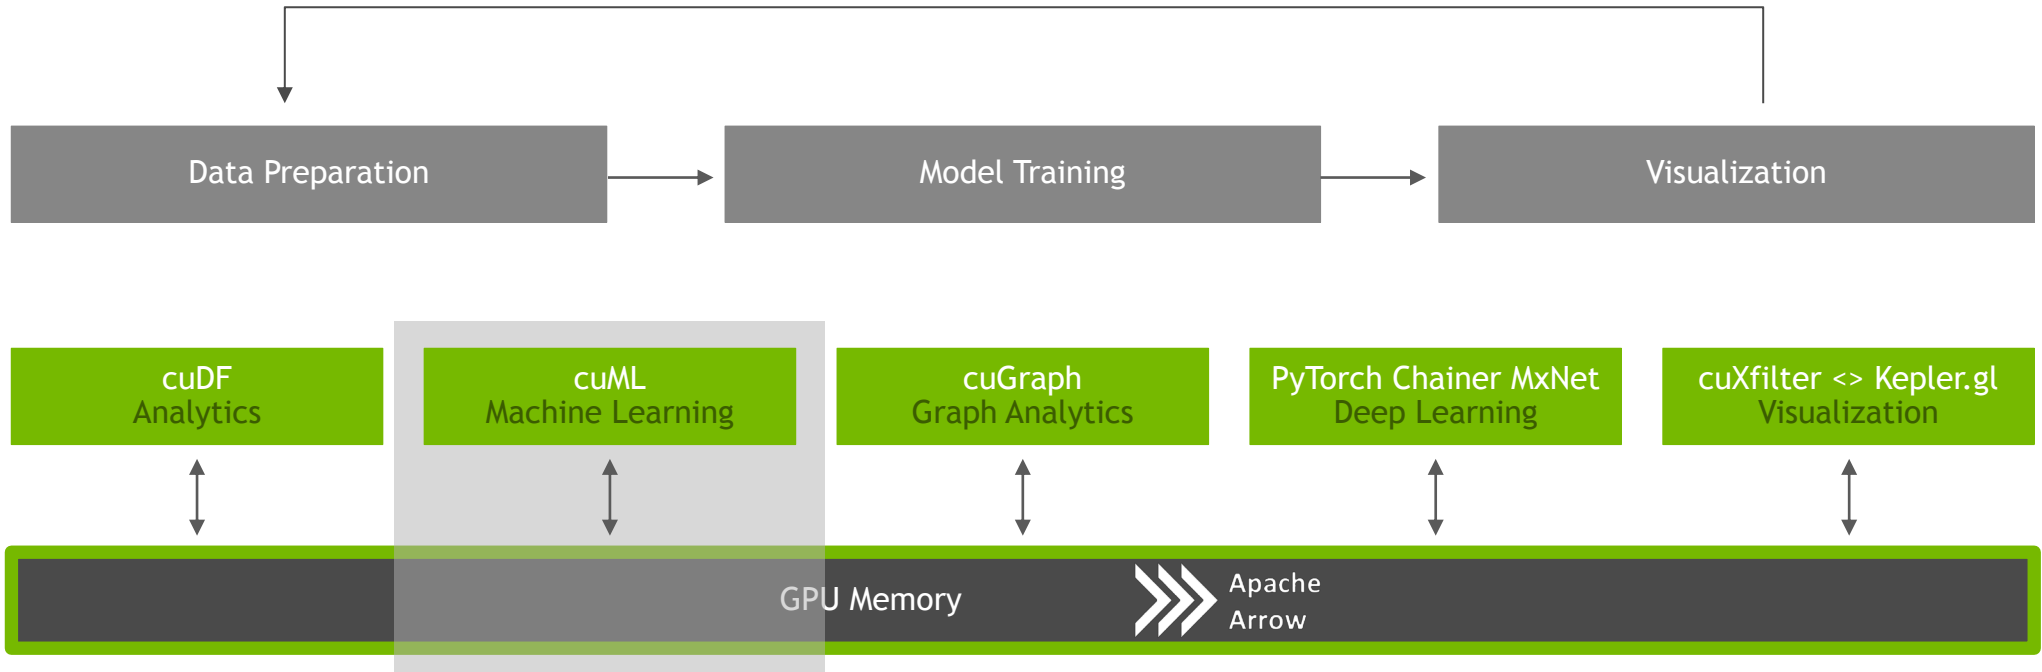 Data Preparation
Model Training
Visualization
cuDF
Analytics
cuML
Machine Learning
cuGraph
Graph Analytics
PyTorch Chainer MxNet
Deep Learning
cuXfilter <> Kepler.gl
Visualization
GPU Memory
Apache
Arrow